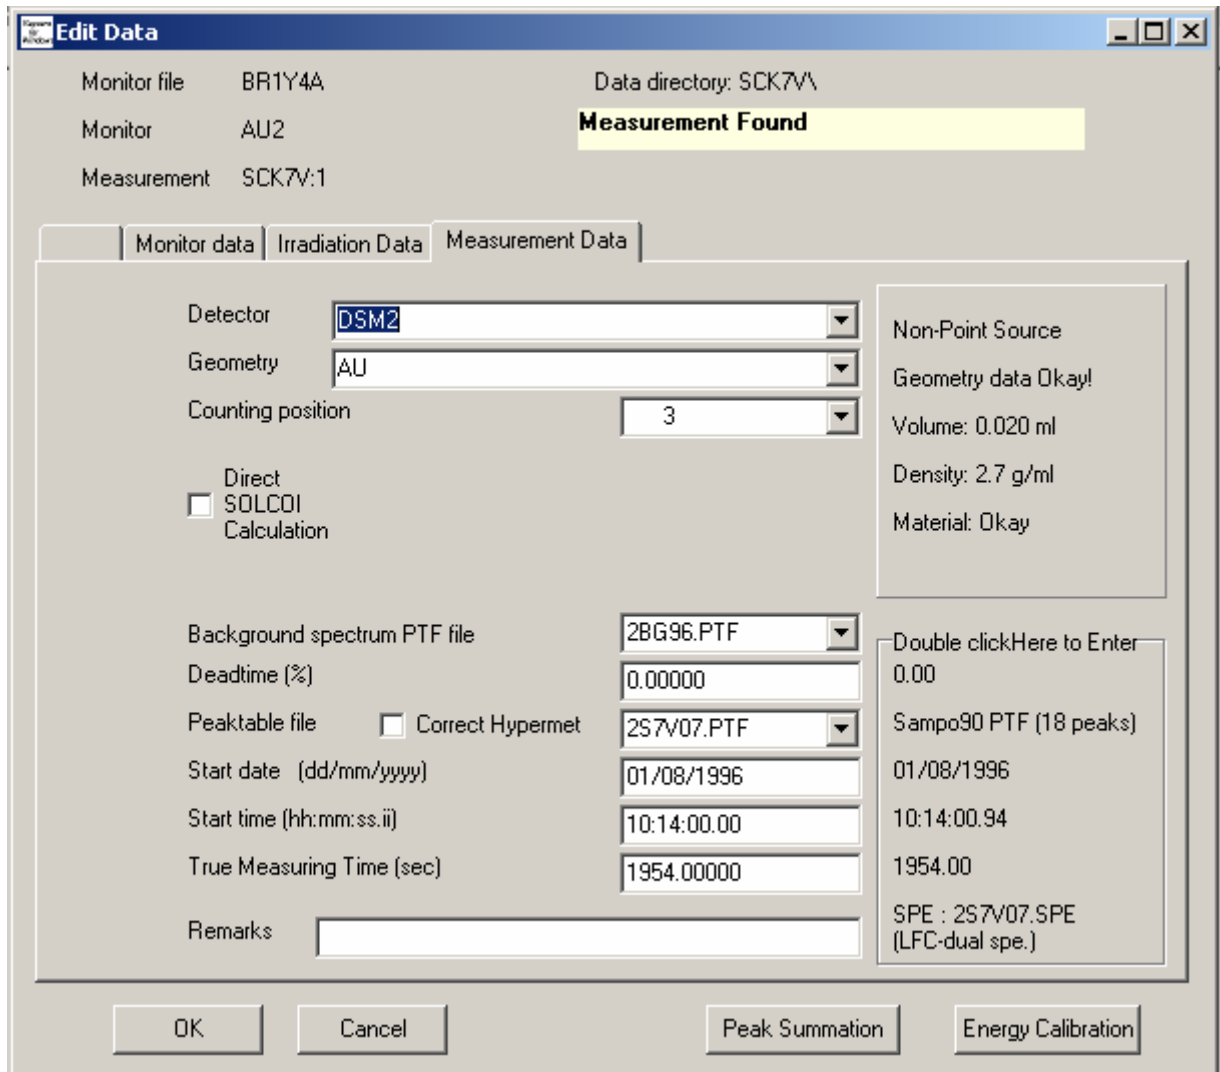 Edit Data
Monitor file BR1Y4A Data directory: SCK7V\
Monitor AU2 Measurement Found
Measurement SCK7V:1
Monitor data Irradiation Data Measurement Data
Detector DSM2
Geometry AU
Counting position 3
Direct
SOLCOI
Calculation
Non-Point Source
Geometry data Okay!
Volume: 0.020 ml
Density: 2.7 g/ml
Material: Okay
Background spectrum PTF file 2BG96.PTF
Deadtime (%) 0.00000
Peaktable file Correct Hypermet 2S7V07.PTF
Start date (dd/mm/yyyy) 01/08/1996
Start time (hh:mm:ss.ii) 10:14:00.00
True Measuring Time (sec) 1954.00000
Remarks
Double clickHere to Enter
0.00
Sampo90 PTF (18 peaks)
01/08/1996
10:14:00.94
1954.00
SPE : 2S7V07.SPE
(LFC-dual spe.)
OK Cancel Peak Summation Energy Calibration